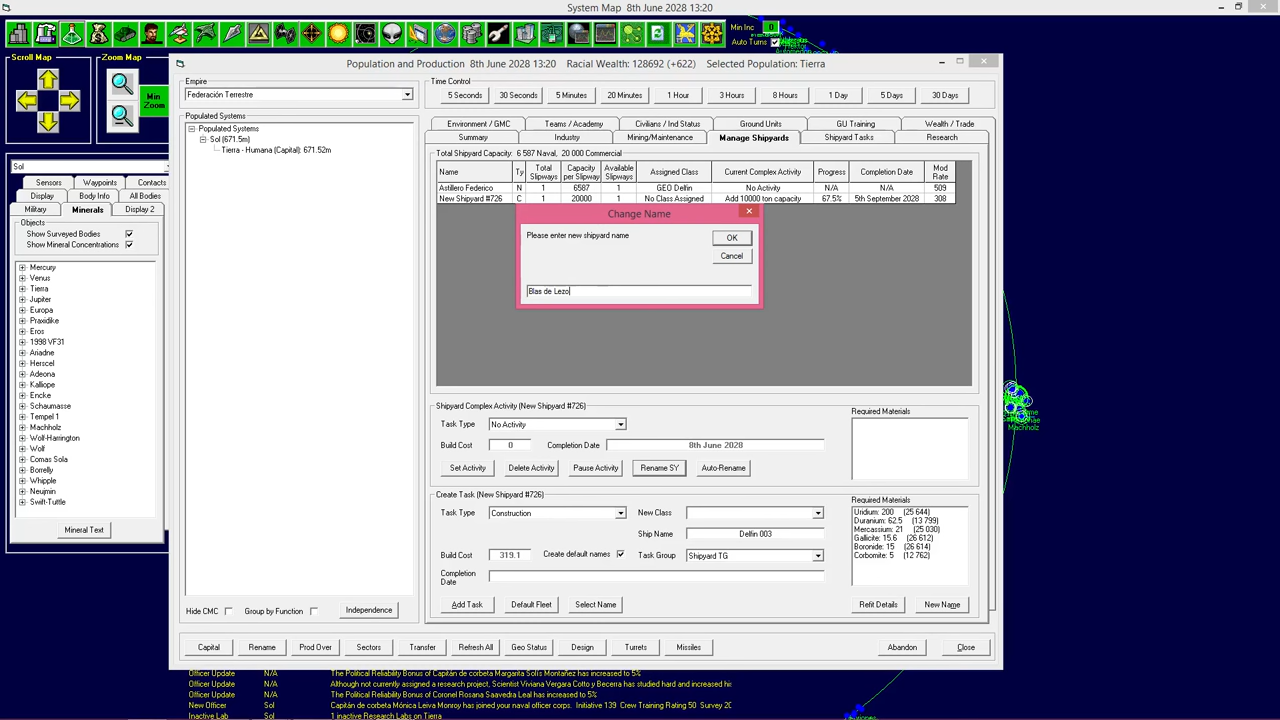 System Map   8th June 2028 13:20
Min Inc
0
Auto Turns
Scroll Map
Zoom Map
Min Zoom
Population and Production   8th June 2028 13:20   Racial Wealth: 128692 (+622)   Selected Population: Tierra
Empire
Federación Terrestre
Time Control
5 Seconds
30 Seconds
5 Minutes
20 Minutes
1 Hour
3 Hours
8 Hours
1 Day
5 Days
30 Days
Populated Systems
Populated Systems
Sol (671.5m)
Tierra - Humana (Capital): 671.52m
Environment / GMC
Teams / Academy
Civilians / Ind Status
Ground Units
GU Training
Wealth / Trade
Summary
Industry
Mining/Maintenance
Manage Shipyards
Shipyard Tasks
Research
Total Shipyard Capacity:  6 587 Naval,  20 000 Commercial
Name  Ty  Total Slipways  Capacity per Slipway  Available Slipways  Assigned Class  Current Complex Activity  Progress  Completion Date  Mod Rate
Astillero Federico  N  1  6587  1  GEO Delfin  No Activity  N/A  N/A  509
New Shipyard #726  C  1  20000  1  No Class Assigned  Add 10000 ton capacity  67.5%  5th September 2028  308
Change Name
Please enter new shipyard name
OK
Cancel
Blas de Lezo
Sol
Sensors
Waypoints
Contacts
Display
Body Info
All Bodies
Military
Minerals
Display 2
Objects
Show Surveyed Bodies
Show Mineral Concentrations
Mercury
Venus
Tierra
Jupiter
Europa
Praxidike
Eros
1998 VF31
Ariadne
Herscel
Adeona
Kalliope
Encke
Schaumasse
Tempel 1
Machholz
Wolf-Harrington
Wolf
Comas Sola
Borrelly
Whipple
Neujmin
Swift-Tuttle
Mineral Text
Shipyard Complex Activity (New Shipyard #726)
Task Type
No Activity
Build Cost
0
Completion Date
8th June 2028
Set Activity
Delete Activity
Pause Activity
Rename SY
Auto-Rename
Required Materials
Create Task (New Shipyard #726)
Task Type
Construction
New Class
Ship Name
Delfin 003
Build Cost
319.1
Create default names
Task Group
Shipyard TG
Completion Date
Add Task
Default Fleet
Select Name
Refit Details
New Name
Required Materials
Uridium: 200   (25 644)
Duranium: 62.5   (13 799)
Mercassium: 21   (25 030)
Gallicite: 15.6   (26 612)
Boronide: 15   (26 614)
Corbomite: 5   (12 762)
Hide CMC
Group by Function
Independence
Capital
Rename
Prod Over
Sectors
Transfer
Refresh All
Geo Status
Design
Turrets
Missiles
Abandon
Close
Machholz
Officer Update  N/A  The Political Reliability Bonus of Capitán de corbeta Margarita Solís Montañez has increased to 5%
Officer Update  N/A  Although not currently assigned a research project, Scientist Viviana Vergara Cotto y Becerra has studied hard and increased his
Officer Update  N/A  The Political Reliability Bonus of Coronel Rosana Saavedra Leal has increased to 5%
New Officer  Sol  Capitán de corbeta Mónica Leiva Monroy has joined your naval officer corps.  Initiative 139  Crew Training Rating 50  Survey 20
Inactive Lab  Sol  1 inactive Research Labs on Tierra